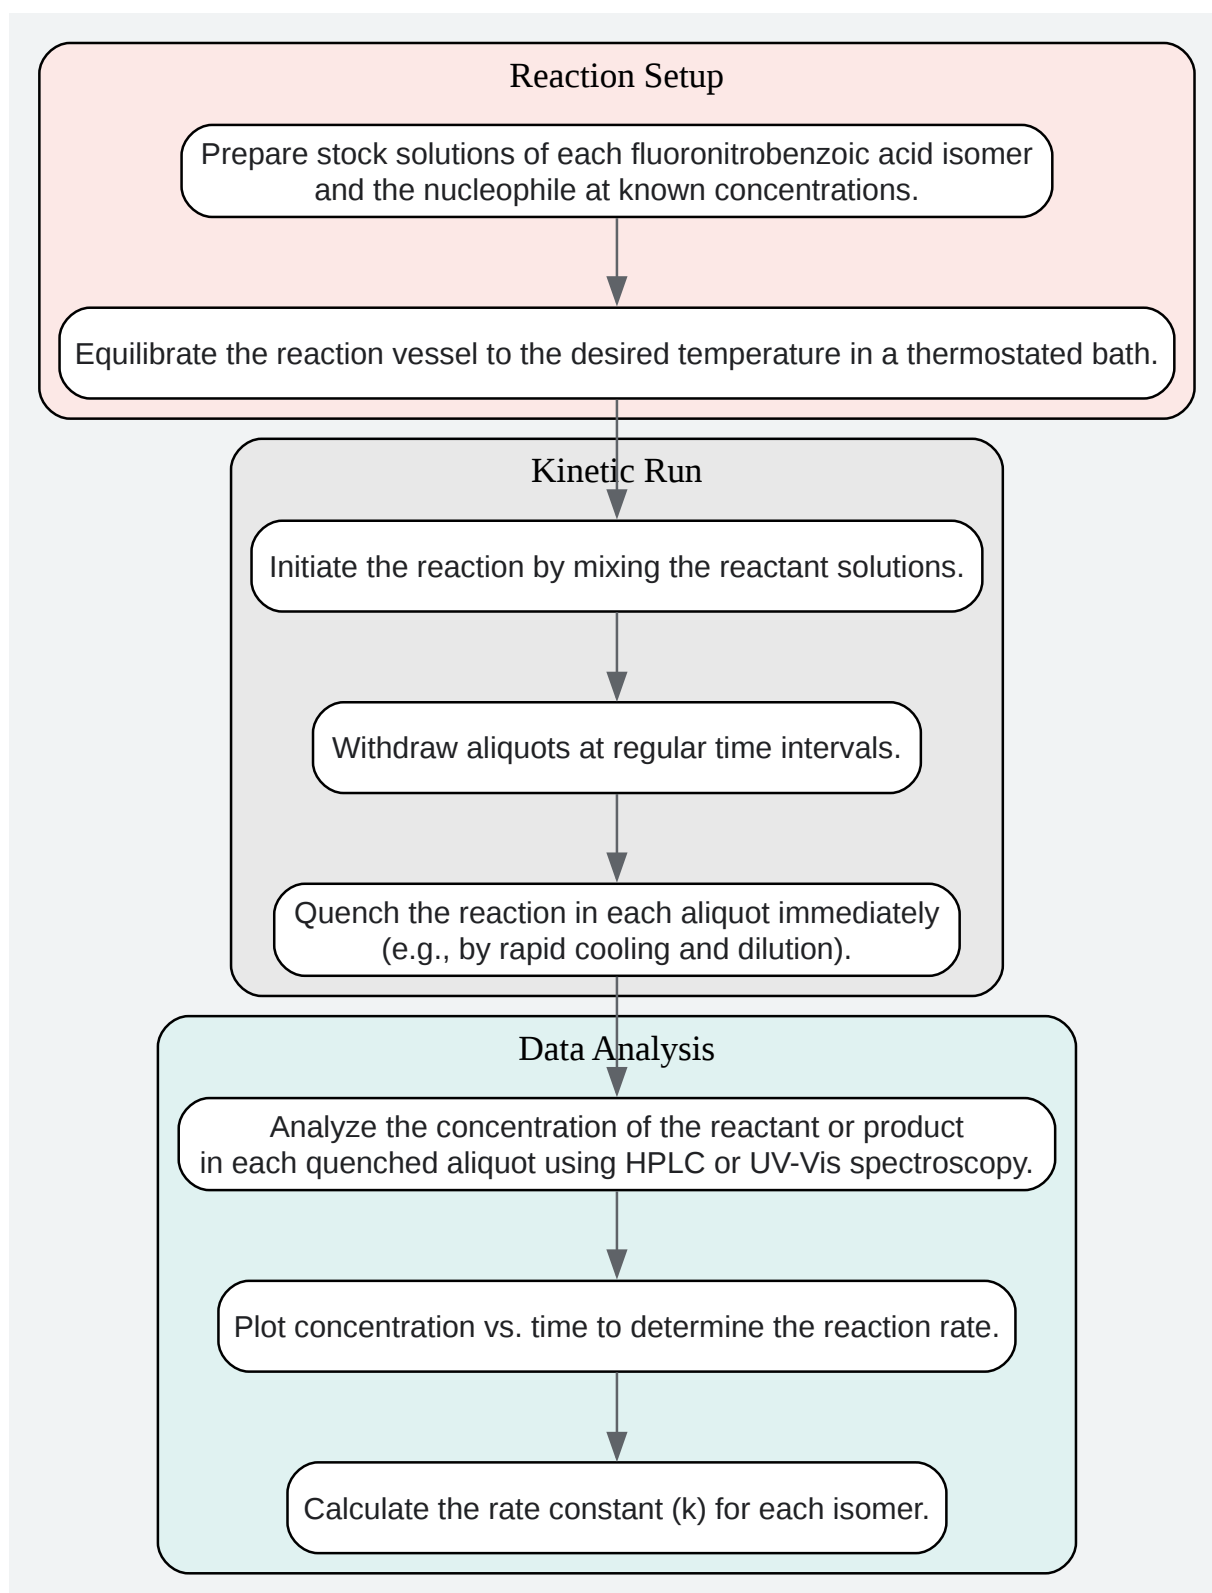 Reaction Setup
Prepare stock solutions of each fluoronitrobenzoic acid isomer
and the nucleophile at known concentrations.
Equilibrate the reaction vessel to the desired temperature in a thermostated bath.
Kinetic Run
Initiate the reaction by mixing the reactant solutions.
Withdraw aliquots at regular time intervals.
Quench the reaction in each aliquot immediately
(e.g., by rapid cooling and dilution).
Data Analysis
Analyze the concentration of the reactant or product
in each quenched aliquot using HPLC or UV-Vis spectroscopy.
Plot concentration vs. time to determine the reaction rate.
Calculate the rate constant (k) for each isomer.